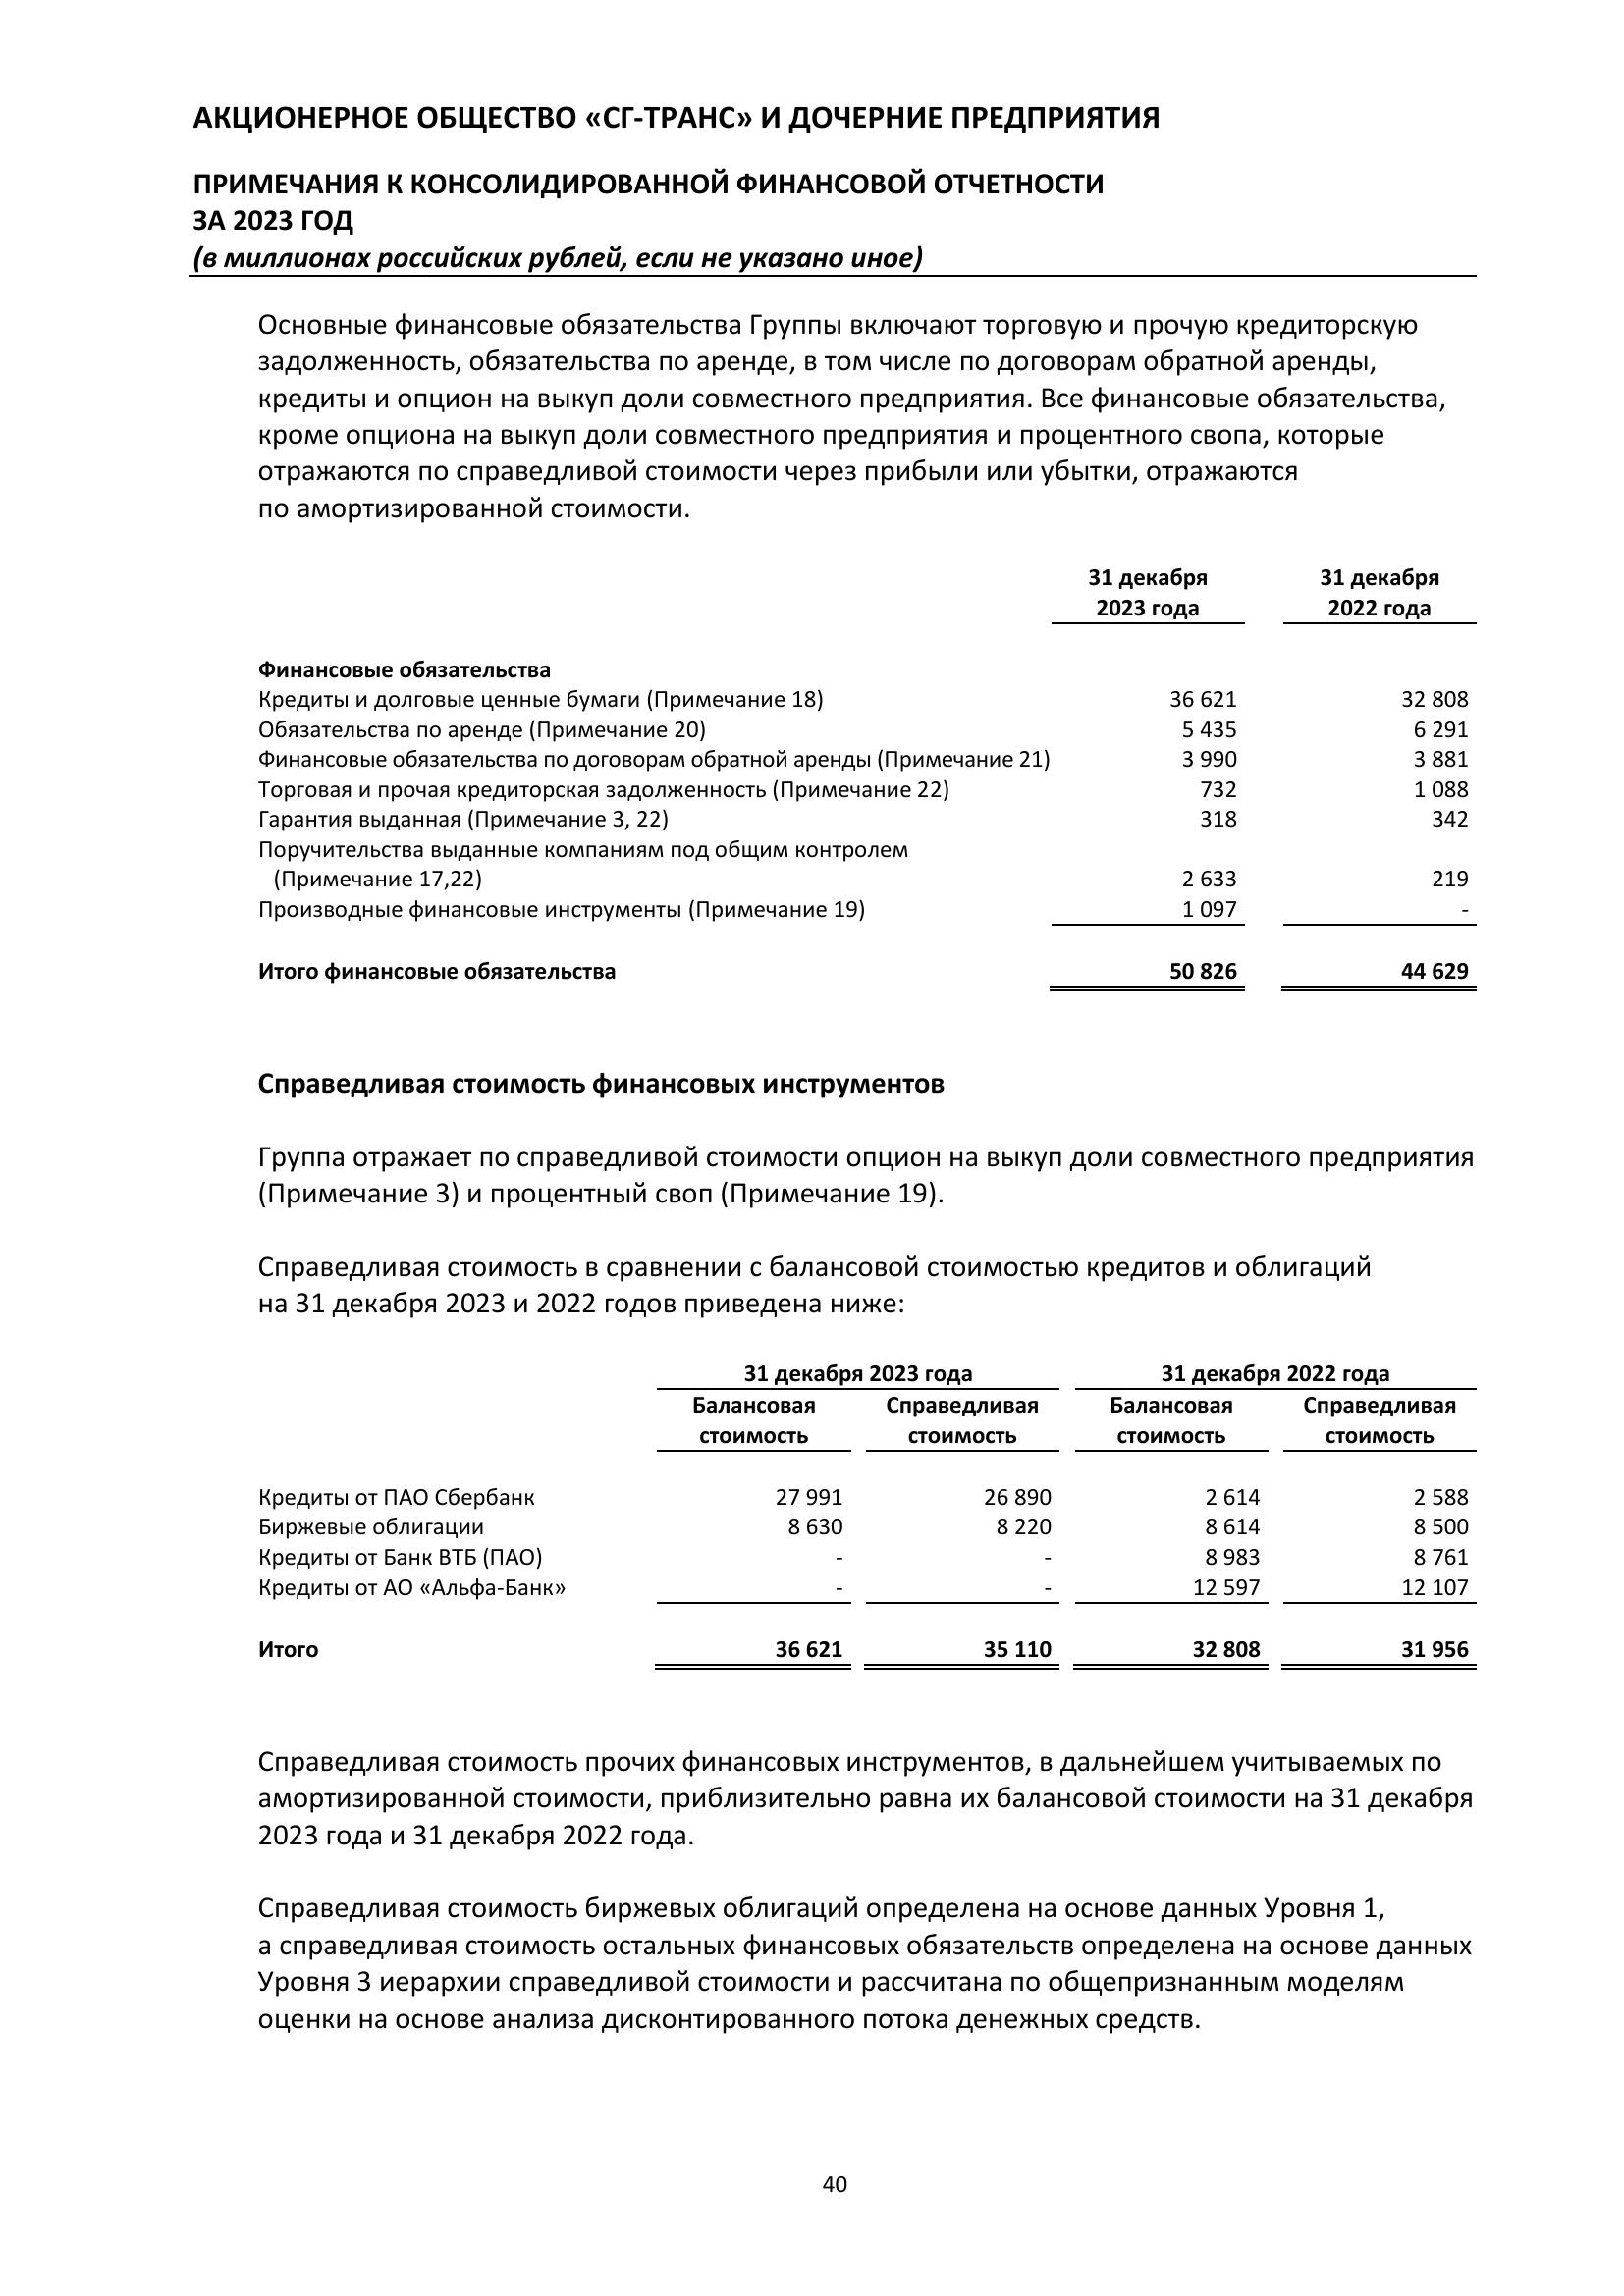 АКЦИОНЕРНОЕ ОБЩЕСТВО «СГ-ТРАНС» И ДОЧЕРНИЕ ПРЕДПРИЯТИЯ
ПРИМЕЧАНИЯ К КОНСОЛИДИРОВАННОЙ ФИНАНСОВОЙ ОТЧЕТНОСТИ
ЗА 2023 ГОД
(в миллионах российских рублей, если не указано иное)
Основные финансовые обязательства Группы включают торговую и прочую кредиторскую
задолженность, обязательства по аренде, в том числе по договорам обратной аренды,
кредиты и опцион на выкуп доли совместного предприятия. Все финансовые обязательства,
кроме опциона на выкуп доли совместного предприятия и процентного свопа, которые
отражаются по справедливой стоимости через прибыли или убытки, отражаются
по амортизированной стоимости.
31 декабря 31 декабря
2023 года 2022 года
Финансовые обязательства
Кредиты и долговые ценные бумаги (Примечание 18) 36 621 32 808
Обязательства по аренде (Примечание 20) 5 435 6 291
Финансовые обязательства по договорам обратной аренды (Примечание 21) 3 990 3 881
Торговая и прочая кредиторская задолженность (Примечание 22) 732 1 088
Гарантия выданная (Примечание 3, 22) 318 342
Поручительства выданные компаниям под общим контролем
(Примечание 17,22) 2 633 219
Производные финансовые инструменты (Примечание 19) 1 097 -
Итого финансовые обязательства 50 826 44 629
Справедливая стоимость финансовых инструментов
Группа отражает по справедливой стоимости опцион на выкуп доли совместного предприятия
(Примечание 3) и процентный своп (Примечание 19).
Справедливая стоимость в сравнении с балансовой стоимостью кредитов и облигаций
на 31 декабря 2023 и 2022 годов приведена ниже:
31 декабря 2023 года 31 декабря 2022 года
Балансовая Справедливая Балансовая Справедливая
стоимость стоимость стоимость стоимость
Кредиты от ПАО Сбербанк 27 991 26 890 2 614 2 588
Биржевые облигации 8 630 8 220 8 614 8 500
Кредиты от Банк ВТБ (ПАО) - - 8 983 8 761
Кредиты от АО «Альфа-Банк» - - 12 597 12 107
Итого 36 621 35 110 32 808 31 956
Справедливая стоимость прочих финансовых инструментов, в дальнейшем учитываемых по
амортизированной стоимости, приблизительно равна их балансовой стоимости на 31 декабря
2023 года и 31 декабря 2022 года.
Справедливая стоимость биржевых облигаций определена на основе данных Уровня 1,
а справедливая стоимость остальных финансовых обязательств определена на основе данных
Уровня 3 иерархии справедливой стоимости и рассчитана по общепризнанным моделям
оценки на основе анализа дисконтированного потока денежных средств.
40